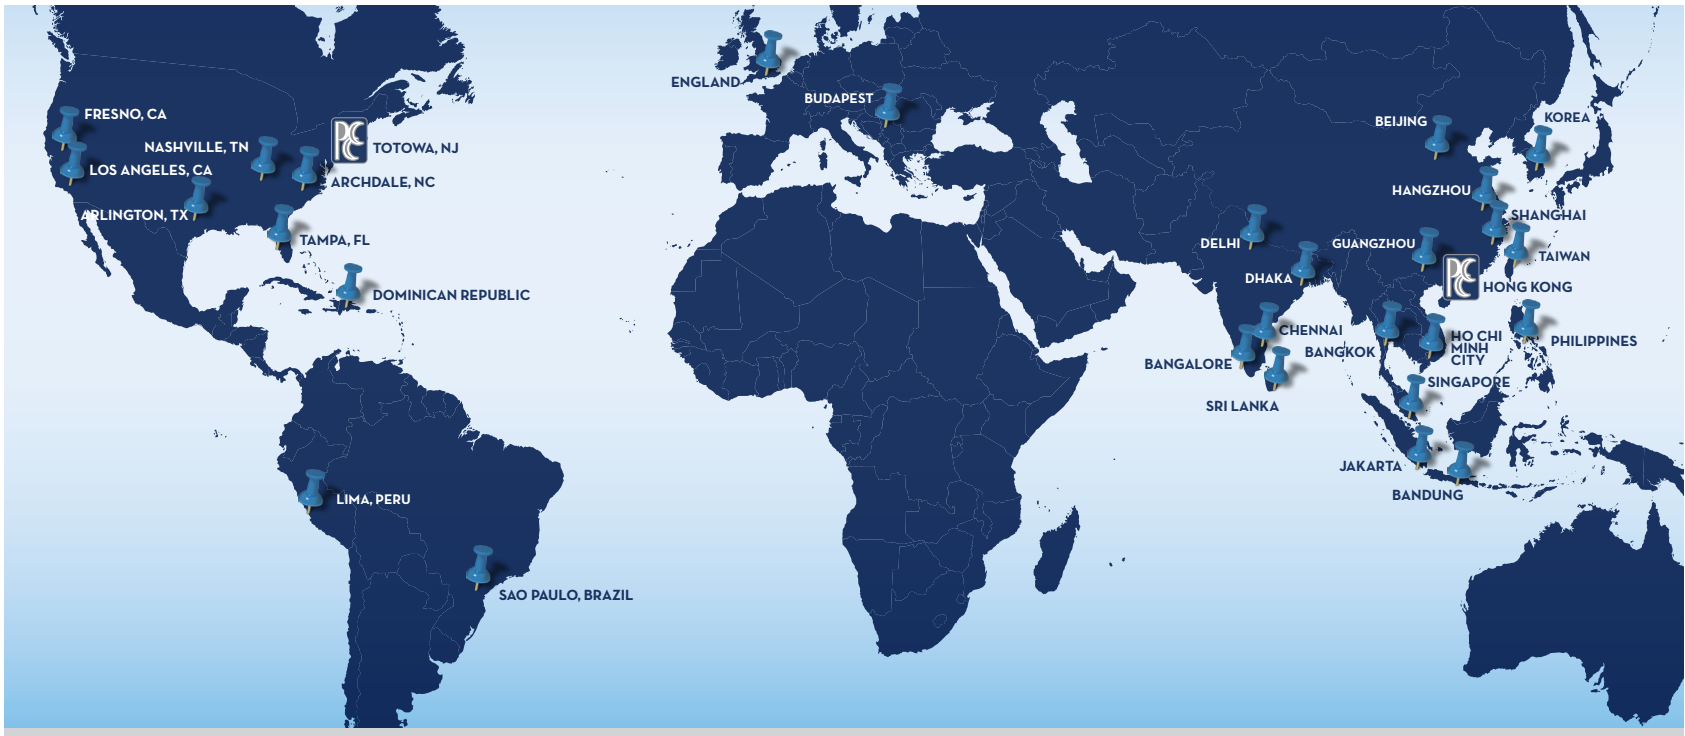 ENGLAND
BUDAPEST
FRESNO, CA
NASHVILLE, TN
PCC
TOTOWA, NJ
LOS ANGELES, CA
ARCHDALE, NC
ARLINGTON, TX
TAMPA, FL
DOMINICAN REPUBLIC
LIMA, PERU
SAO PAULO, BRAZIL
BEIJING
KOREA
HANGZHOU
SHANGHAI
DELHI
GUANGZHOU
TAIWAN
DHAKA
PCC
HONG KONG
CHENNAI
BANGALORE
BANGKOK
HO CHI
MINH
CITY
PHILIPPINES
SINGAPORE
SRI LANKA
JAKARTA
BANDUNG